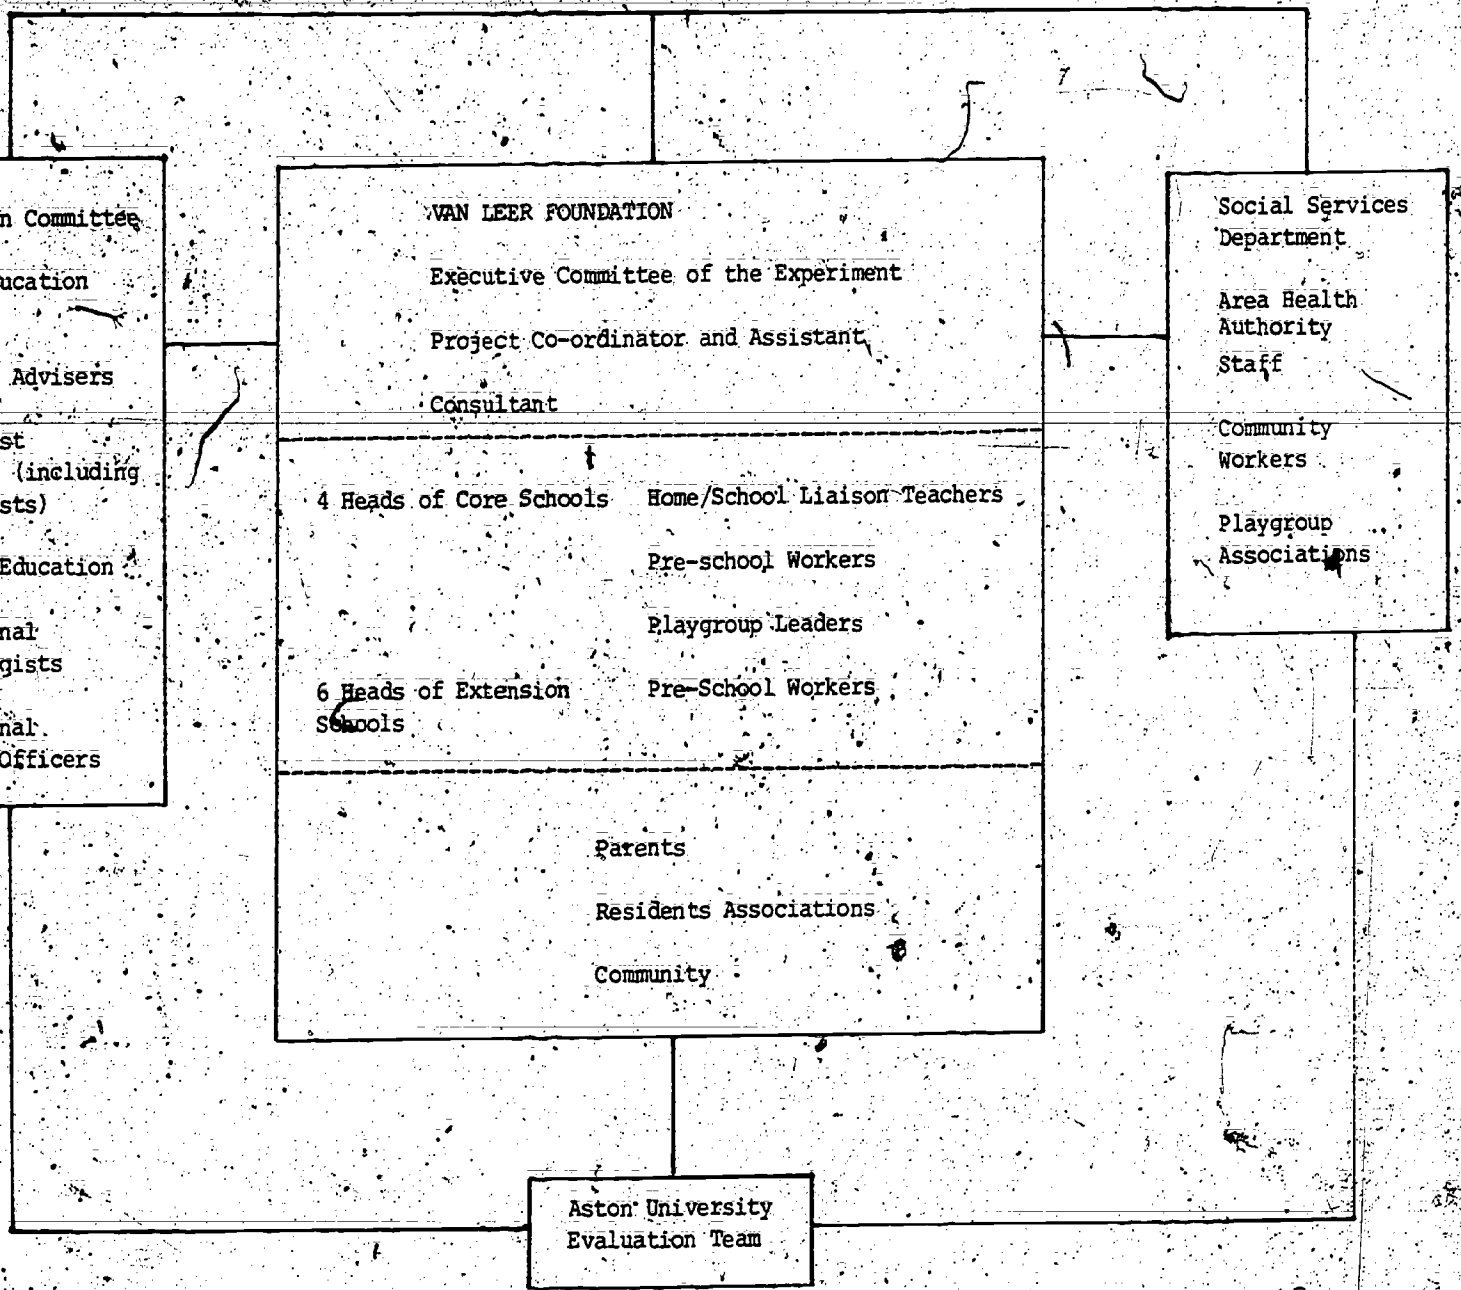 n Committee
ucation
Advisers
st
(including
sts)
Education
nal
gists
nal
Officers
VAN LEER FOUNDATION
Executive Committee of the Experiment
Project Co-ordinator and Assistant
Consultant
4 Heads of Core Schools Home/School Liaison Teachers
Pre-school Workers
Playgroup Leaders
6 Heads of Extension Pre-School Workers
Schools
Parents
Residents Associations
Community
Social Services
Department
Area Health
Authority
Staff
Community
Workers
Playgroup
Associations
Aston University
Evaluation Team